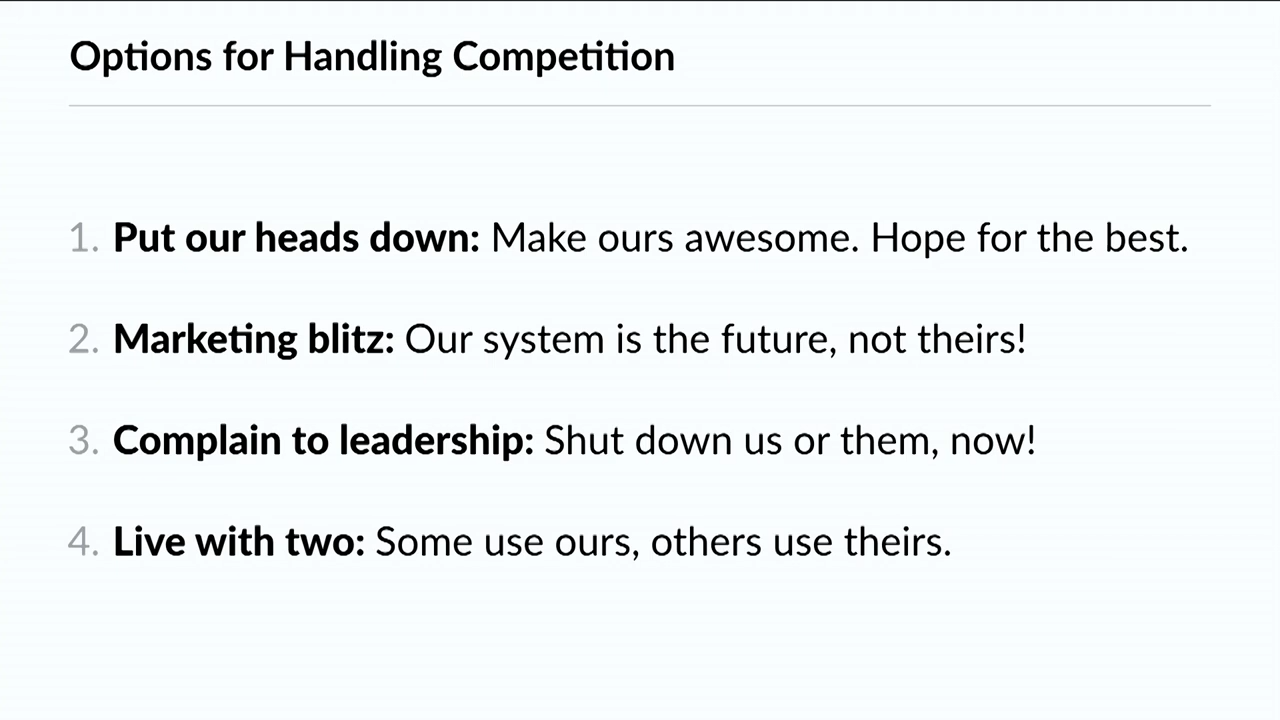 Options for Handling Competition
1. Put our heads down: Make ours awesome. Hope for the best.
2. Marketing blitz: Our system is the future, not theirs!
3. Complain to leadership: Shut down us or them, now!
4. Live with two: Some use ours, others use theirs.